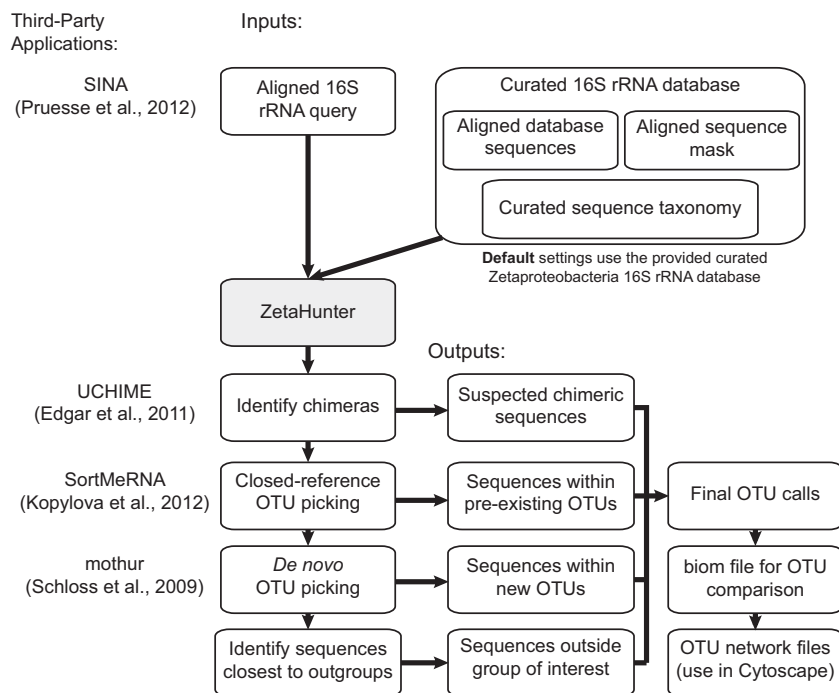 Third-Party
Applications:
Inputs:
SINA
(Pruesse et al., 2012)
Aligned 16S
rRNA query
Curated 16S rRNA database
Aligned database
sequences
Aligned sequence
mask
Curated sequence taxonomy
Default settings use the provided curated
Zetaproteobacteria 16S rRNA database
ZetaHunter
Outputs:
UCHIME
(Edgar et al., 2011)
Identify chimeras
Suspected chimeric
sequences
SortMeRNA
(Kopylova et al., 2012)
Closed-reference
OTU picking
Sequences within
pre-existing OTUs
Final OTU calls
mothur
(Schloss et al., 2009)
De novo
OTU picking
Sequences within
new OTUs
biom file for OTU
comparison
Identify sequences
closest to outgroups
Sequences outside
group of interest
OTU network files
(use in Cytoscape)